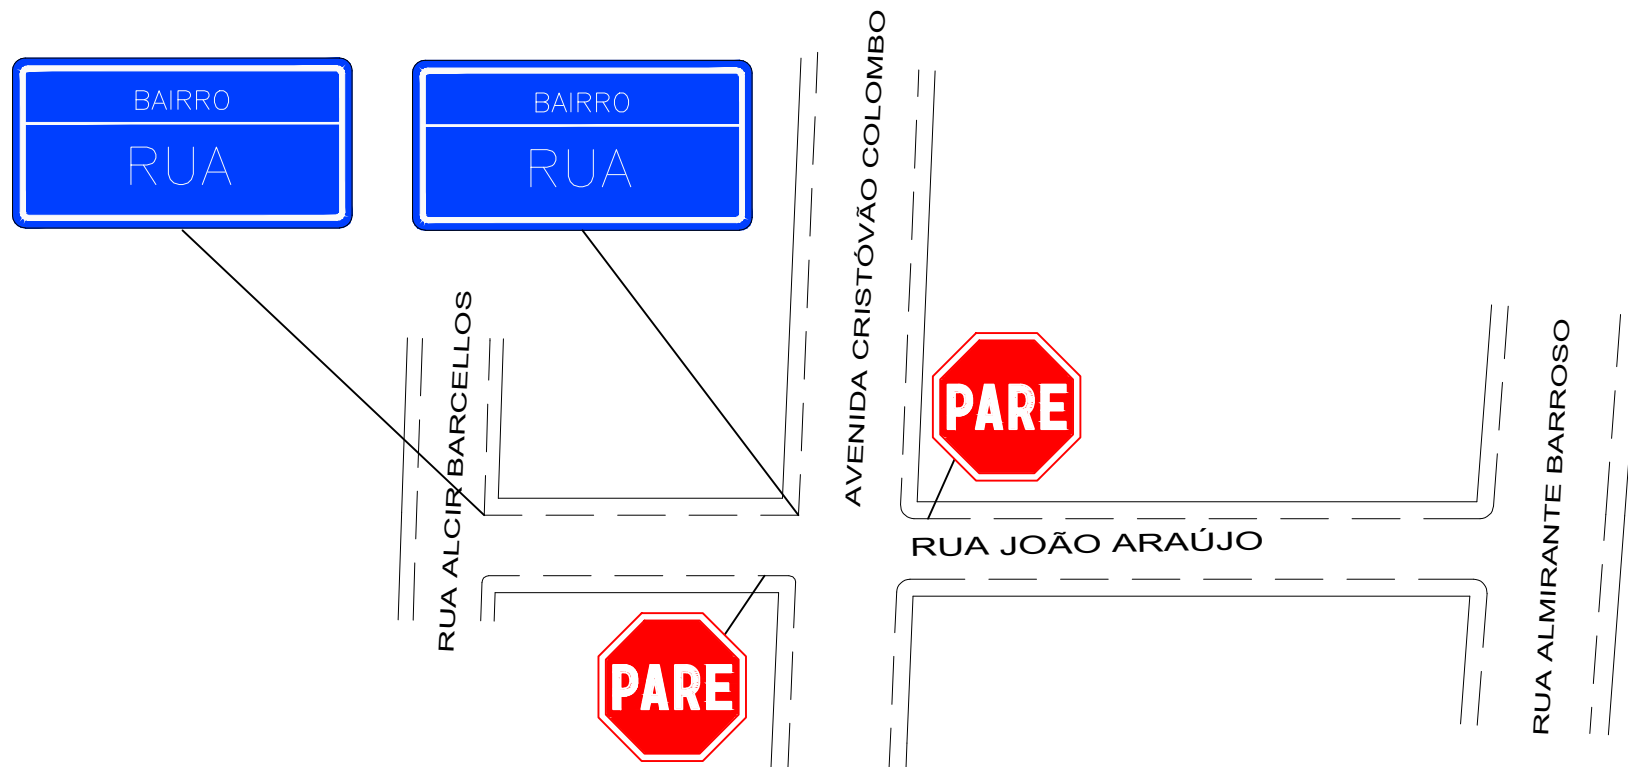 BAIRRO
RUA
BAIRRO
RUA
AVENIDA CRISTÓVÃO COLOMBO
RUA ALCIR BARCELLOS
PARE
RUA JOÃO ARAÚJO
RUA ALMIRANTE BARROSO
PARE